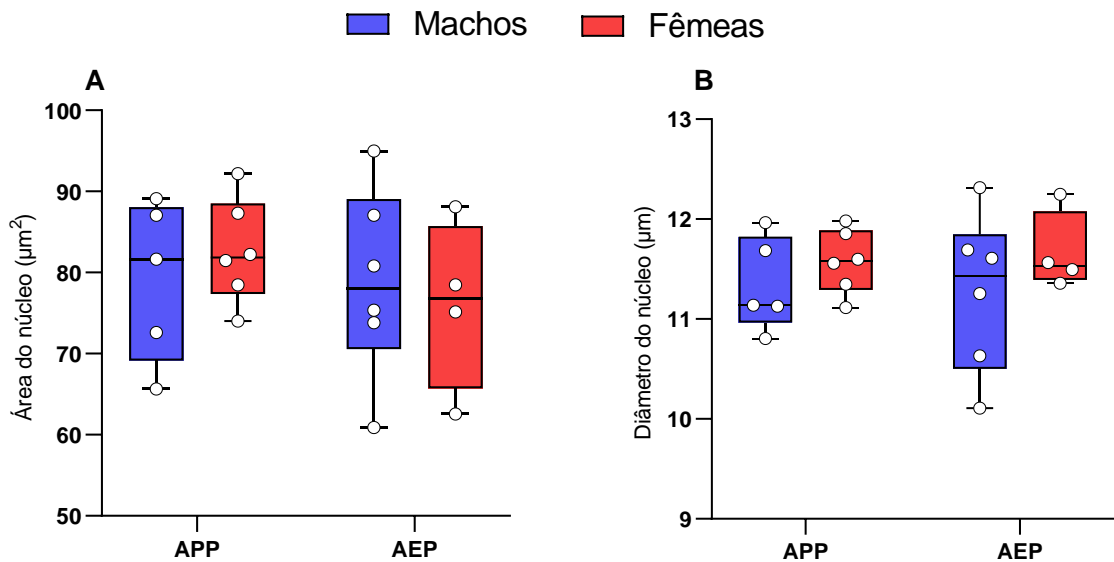 Machos Fêmeas
A
Área do núcleo (µm²)
100
90
80
70
60
50
APP AEP
B
Diâmetro do núcleo (µm)
13
12
11
10
9
APP AEP